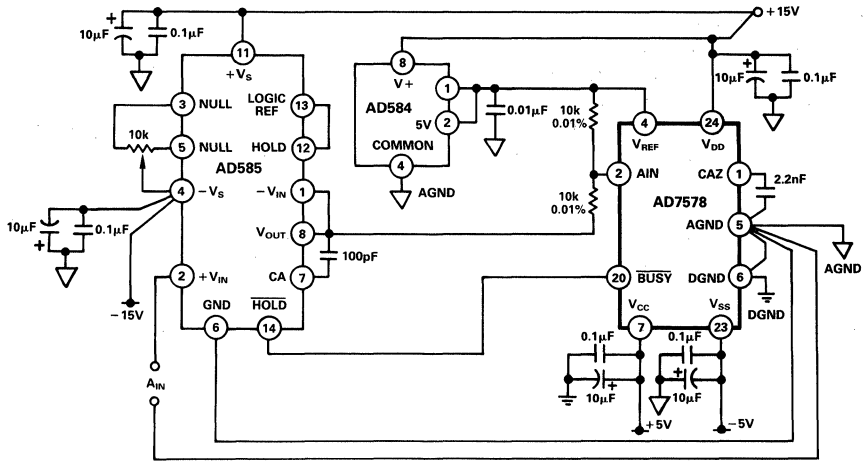 + 10µF 0.1µF
+15V
11
+VS
8
V+
AD584
1
5V 2
COMMON
4
AGND
0.01µF
10k
0.01%
10k
0.01%
+
10µF 0.1µF
3 NULL
LOGIC
REF 13
10k
HOLD 12
5 NULL
AD585
4 −VS
−VIN 1
VOUT 8
100pF
CA 7
10µF 0.1µF
+
−15V
2 +VIN
GND
6
HOLD
14
AIN
4
VREF
24
VDD
2 AIN
CAZ 1
2.2nF
AD7578
AGND 5
AGND
DGND 6
DGND
20 BUSY
VCC
7
VSS
23
0.1µF
+
10µF
+5V
0.1µF
+
10µF
−5V